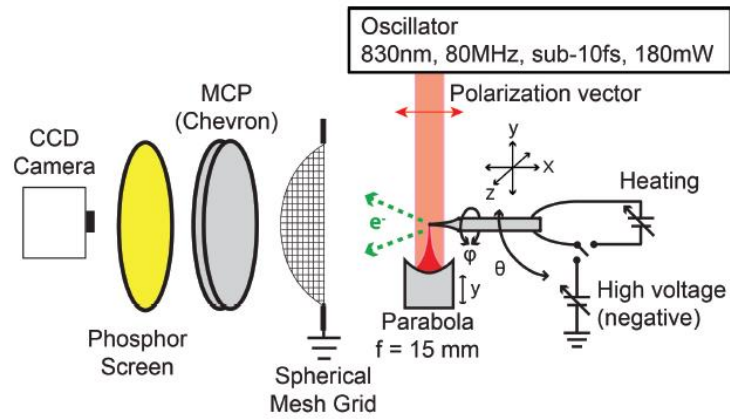 Oscillator
830nm, 80MHz, sub-10fs, 180mW
Polarization vector
MCP
(Chevron)
CCD
Camera
y
x
z
Heating
e-
φ
θ
y
High voltage
(negative)
Parabola
f = 15 mm
Phosphor
Screen
Spherical
Mesh Grid